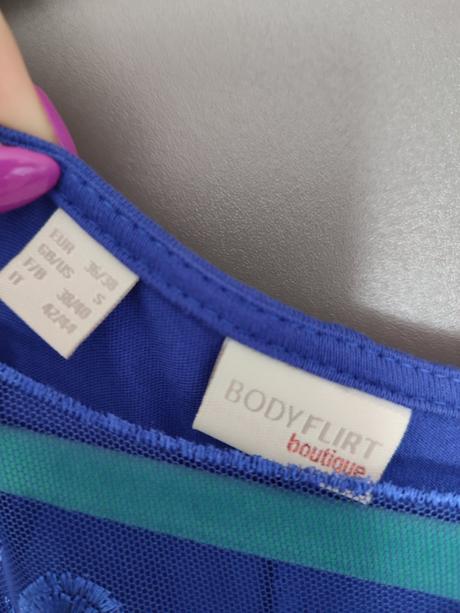 EUR 36/38
GB/US S
F/B 38/40
IT 42/44
BODYFLIRT
boutique